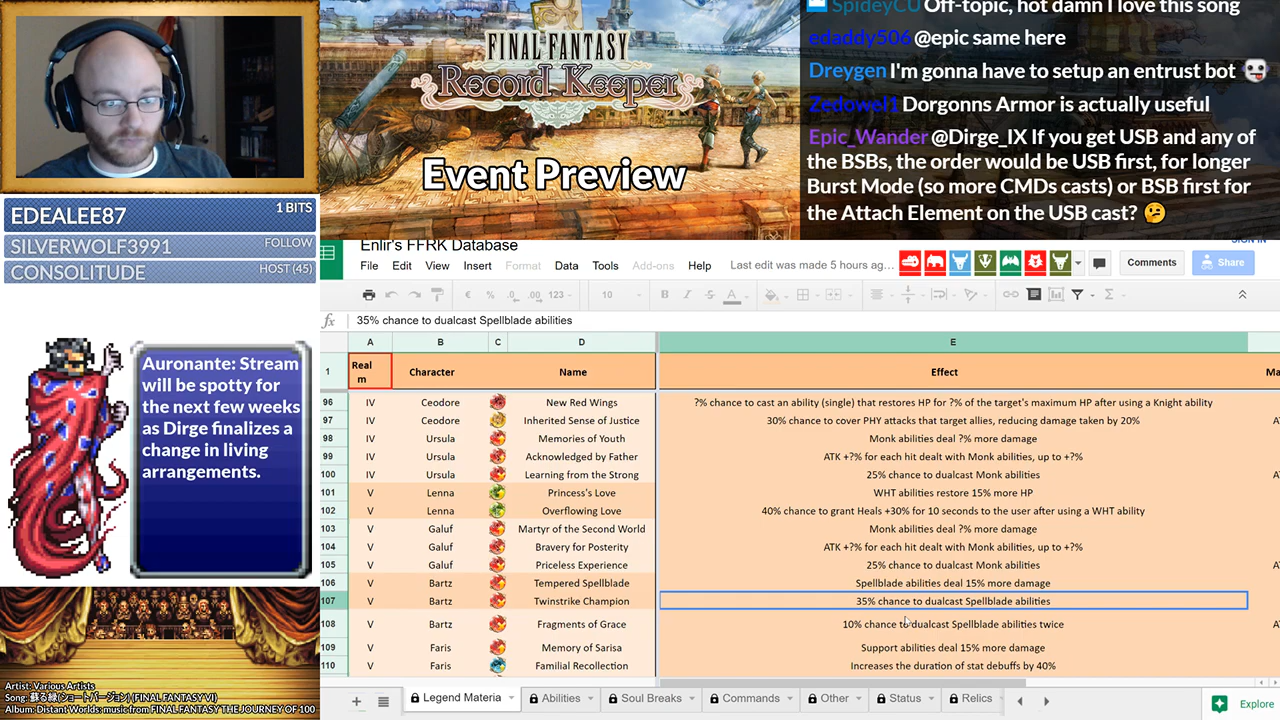 SpideyCU Off-topic, hot damn I love this song
edaddy506 @epic same here
Dreygen I'm gonna have to setup an entrust bot
Zedowel1 Dorgonns Armor is actually useful
Epic_Wander @Dirge_IX If you get USB and any of
the BSBs, the order would be USB first, for longer
Burst Mode (so more CMDs casts) or BSB first for
the Attach Element on the USB cast?
FINAL FANTASY
Record Keeper
Event Preview
EDEALEE87 1 BITS
SILVERWOLF3991 FOLLOW
CONSOLITUDE HOST (45)
Auronante: Stream
will be spotty for
the next few weeks
as Dirge finalizes a
change in living
arrangements.
Artist: Various Artists
Album: Distant Worlds: music from FINAL FANTASY THE JOURNEY OF 100
Enlir's FFRK Database
SIGN IN
File Edit View Insert Format Data Tools Add-ons Help Last edit was made 5 hours ag... Comments Share
€ % .0 .00 123 10 B I S A Σ
fx 35% chance to dualcast Spellblade abilities
A B C D E
1 Real
m Character Name Effect Ma
96 IV Ceodore New Red Wings ?% chance to cast an ability (single) that restores HP for ?% of the target's maximum HP after using a Knight ability
97 IV Ceodore Inherited Sense of Justice 30% chance to cover PHY attacks that target allies, reducing damage taken by 20% AT
98 IV Ursula Memories of Youth Monk abilities deal ?% more damage
99 IV Ursula Acknowledged by Father ATK +?% for each hit dealt with Monk abilities, up to +?%
100 IV Ursula Learning from the Strong 25% chance to dualcast Monk abilities AT
101 V Lenna Princess's Love WHT abilities restore 15% more HP
102 V Lenna Overflowing Love 40% chance to grant Heals +30% for 10 seconds to the user after using a WHT ability
103 V Galuf Martyr of the Second World Monk abilities deal ?% more damage
104 V Galuf Bravery for Posterity ATK +?% for each hit dealt with Monk abilities, up to +?%
105 V Galuf Priceless Experience 25% chance to dualcast Monk abilities AT
106 V Bartz Tempered Spellblade Spellblade abilities deal 15% more damage
107 V Bartz Twinstrike Champion 35% chance to dualcast Spellblade abilities
108 V Bartz Fragments of Grace 10% chance to dualcast Spellblade abilities twice AT
109 V Faris Memory of Sarisa Support abilities deal 15% more damage
110 V Faris Familial Recollection Increases the duration of stat debuffs by 40%
Legend Materia Abilities Soul Breaks Commands Other Status Relics Explore